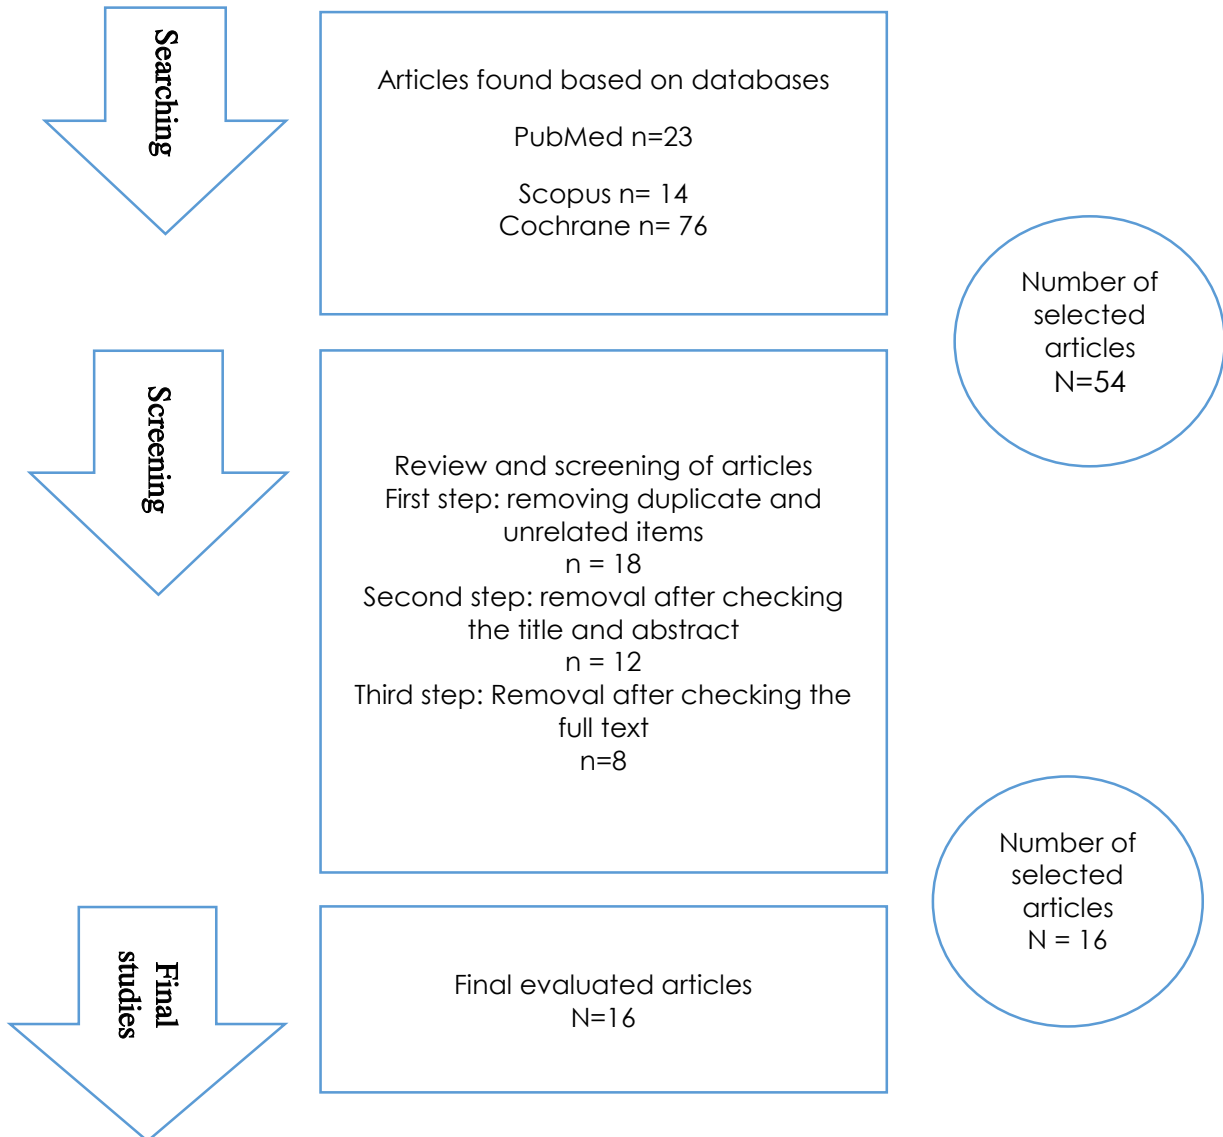 Searching
Articles found based on databases
PubMed n=23
Scopus n= 14
Cochrane n= 76
Number of
selected
articles
N=54
Screening
Review and screening of articles
First step: removing duplicate and
unrelated items
n = 18
Second step: removal after checking
the title and abstract
n = 12
Third step: Removal after checking the
full text
n=8
Number of
selected
articles
N = 16
Final
studies
Final evaluated articles
N=16